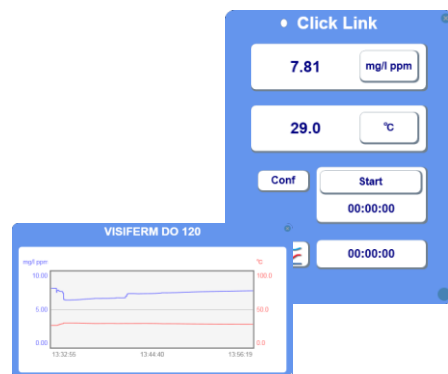 • Click Link
7.81 mg/l ppm
29.0 °C
Conf Start
00:00:00
00:00:00
VISIFERM DO 120
mg/l ppm °C
10.00 100.0
5.00 50.0
0.00 0.0
13:32:55 13:44:40 13:56:19